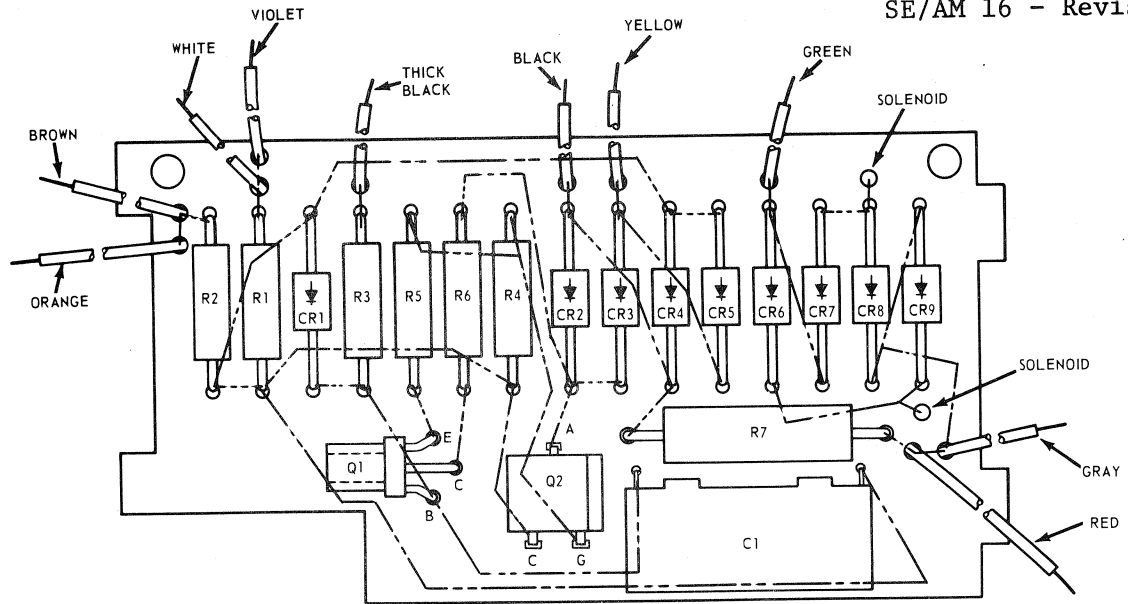 SE/AM 16 - Revis
VIOLET
WHITE
THICK
BLACK
BLACK
YELLOW
GREEN
SOLENOID
BROWN
ORANGE
R2
R1
CR1
R3
R5
R6
R4
CR2
CR3
CR4
CR5
CR6
CR7
CR8
CR9
SOLENOID
E
A
R7
Q1
C
Q2
GRAY
B
RED
C
G
C1